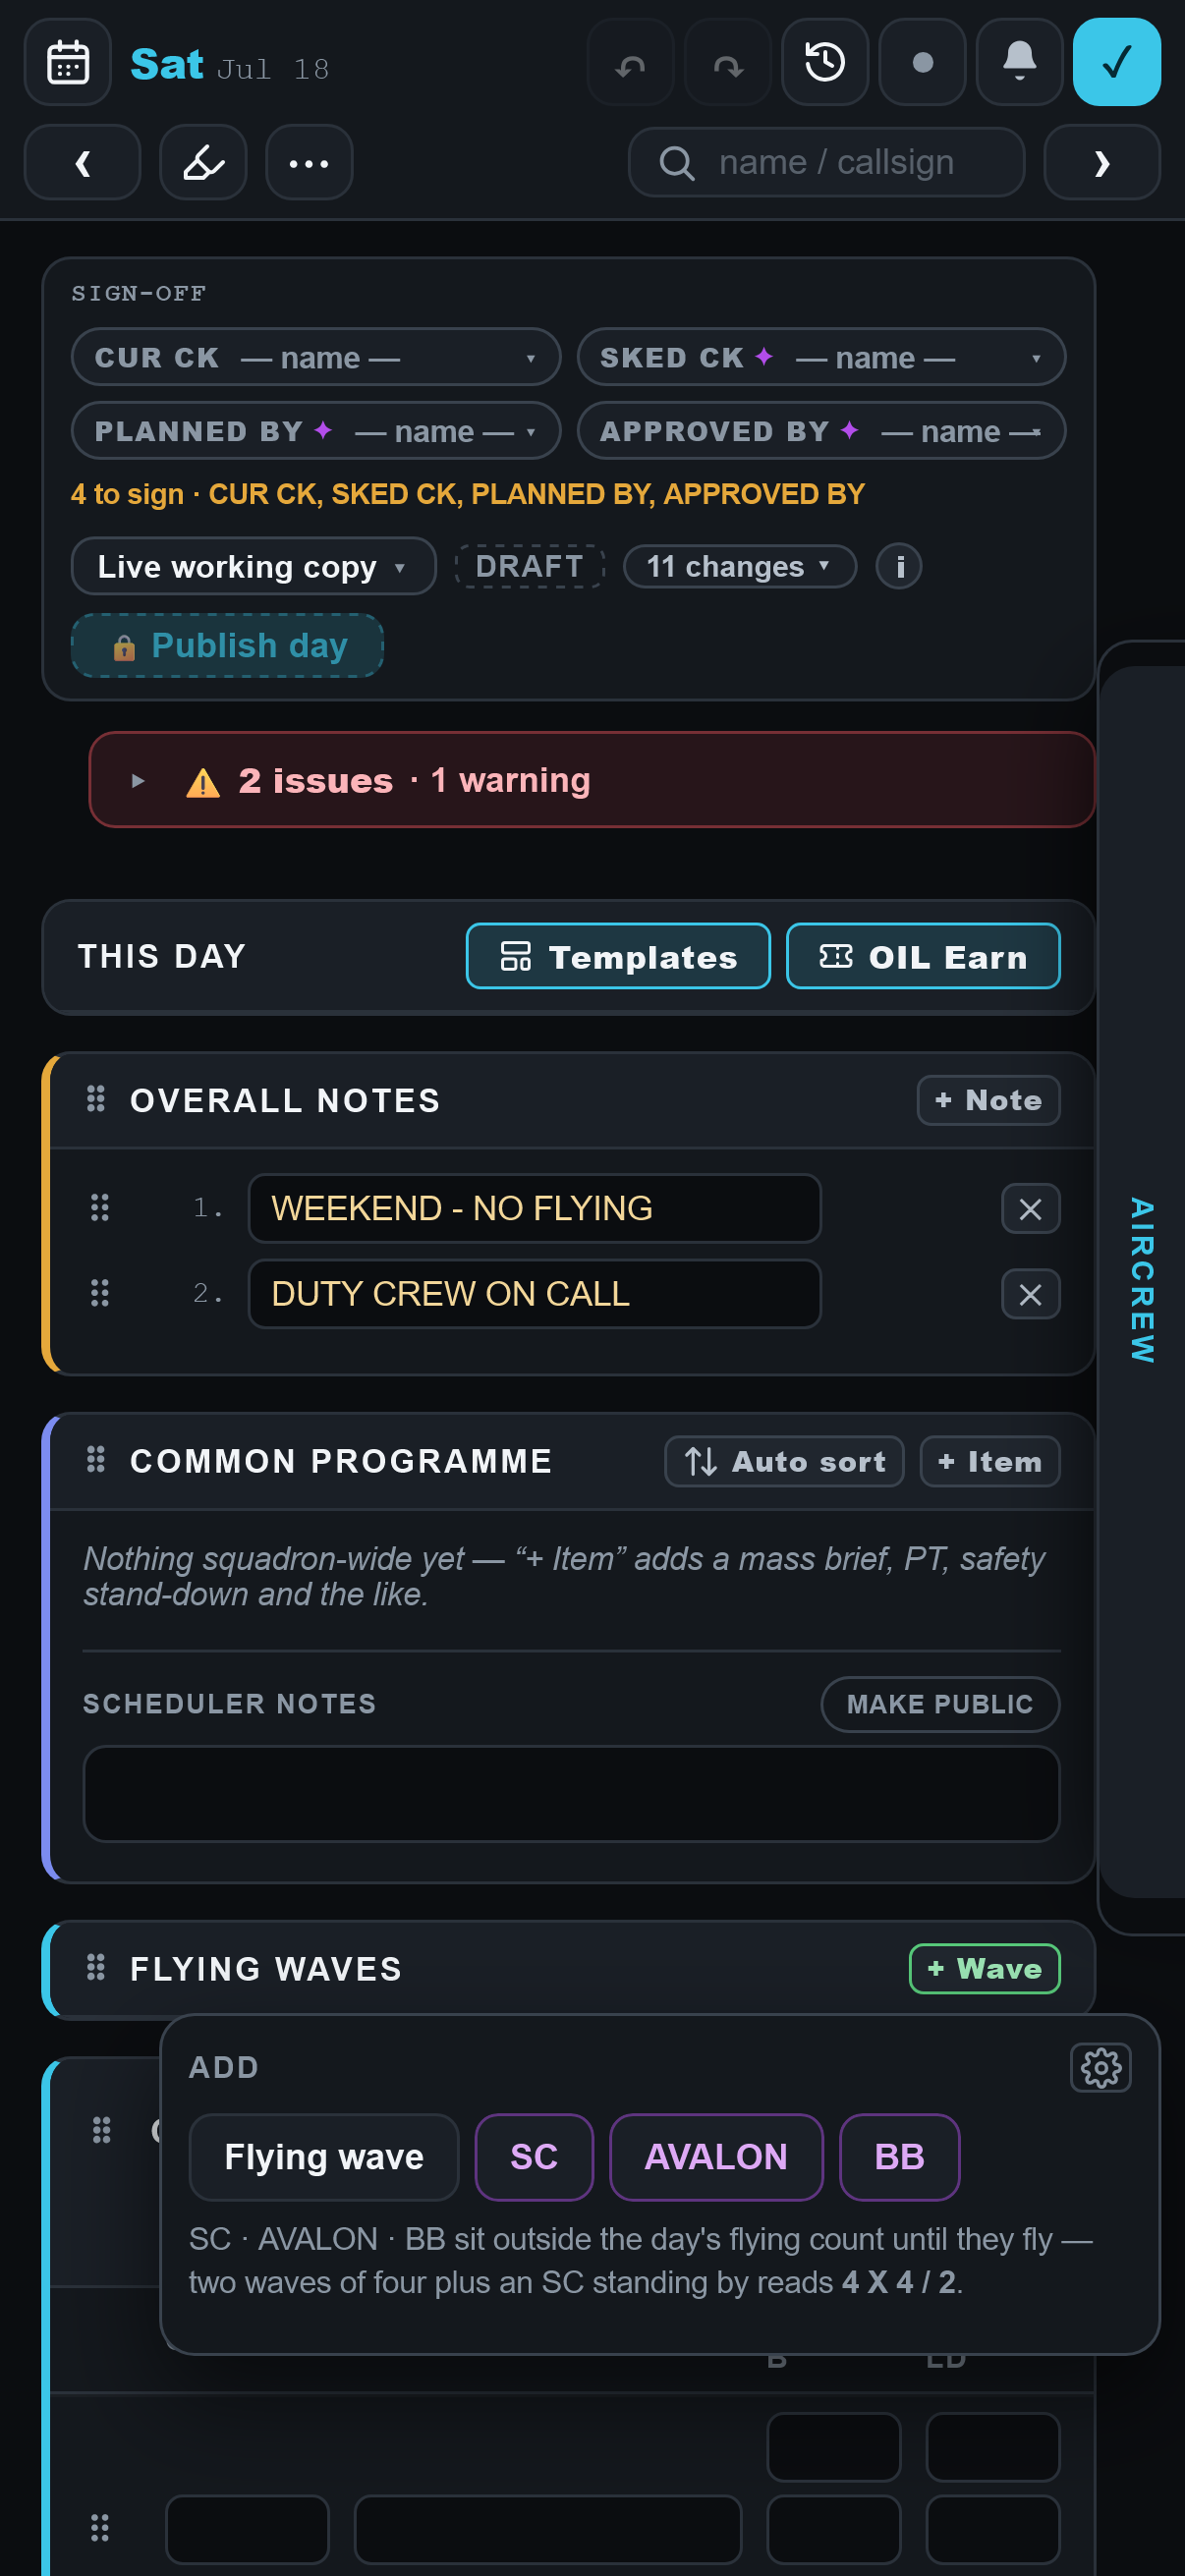 Sat Jul 18
name / callsign
SIGN-OFF
CUR CK — name —
SKED CK ✦ — name —
PLANNED BY ✦ — name —
APPROVED BY ✦ — name —
4 to sign · CUR CK, SKED CK, PLANNED BY, APPROVED BY
Live working copy
DRAFT
11 changes
i
Publish day
2 issues · 1 warning
THIS DAY
Templates
OIL Earn
AIRCREW
OVERALL NOTES
+ Note
1. WEEKEND - NO FLYING
2. DUTY CREW ON CALL
COMMON PROGRAMME
Auto sort
+ Item
Nothing squadron-wide yet — “+ Item” adds a mass brief, PT, safety
stand-down and the like.
SCHEDULER NOTES
MAKE PUBLIC
FLYING WAVES
+ Wave
ADD
Flying wave
SC
AVALON
BB
SC · AVALON · BB sit outside the day's flying count until they fly —
two waves of four plus an SC standing by reads 4 X 4 / 2.